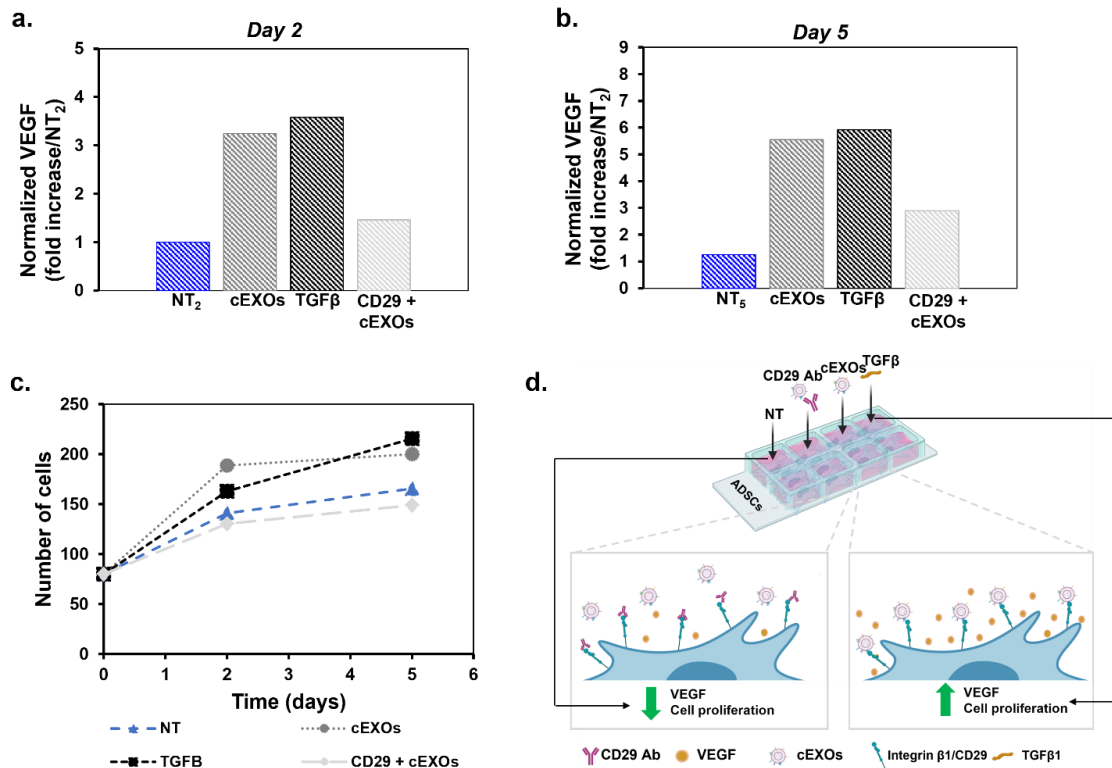 a.
Day 2
Normalized VEGF
(fold increase/NT₂)
5
4
3
2
1
0
NT₂
cEXOs
TGFβ
CD29 +
cEXOs
b.
Day 5
Normalized VEGF
(fold increase/NT₂)
9
8
7
6
5
4
3
2
1
0
NT₅
cEXOs
TGFβ
CD29 +
cEXOs
c.
Number of cells
250
200
150
100
50
0
0 1 2 3 4 5 6
Time (days)
NT
cEXOs
TGFB
CD29 + cEXOs
d.
NT
CD29 Ab
cEXOs
TGFβ
ADSCs
VEGF
Cell proliferation
VEGF
Cell proliferation
CD29 Ab
VEGF
cEXOs
Integrin β1/CD29
TGFβ1